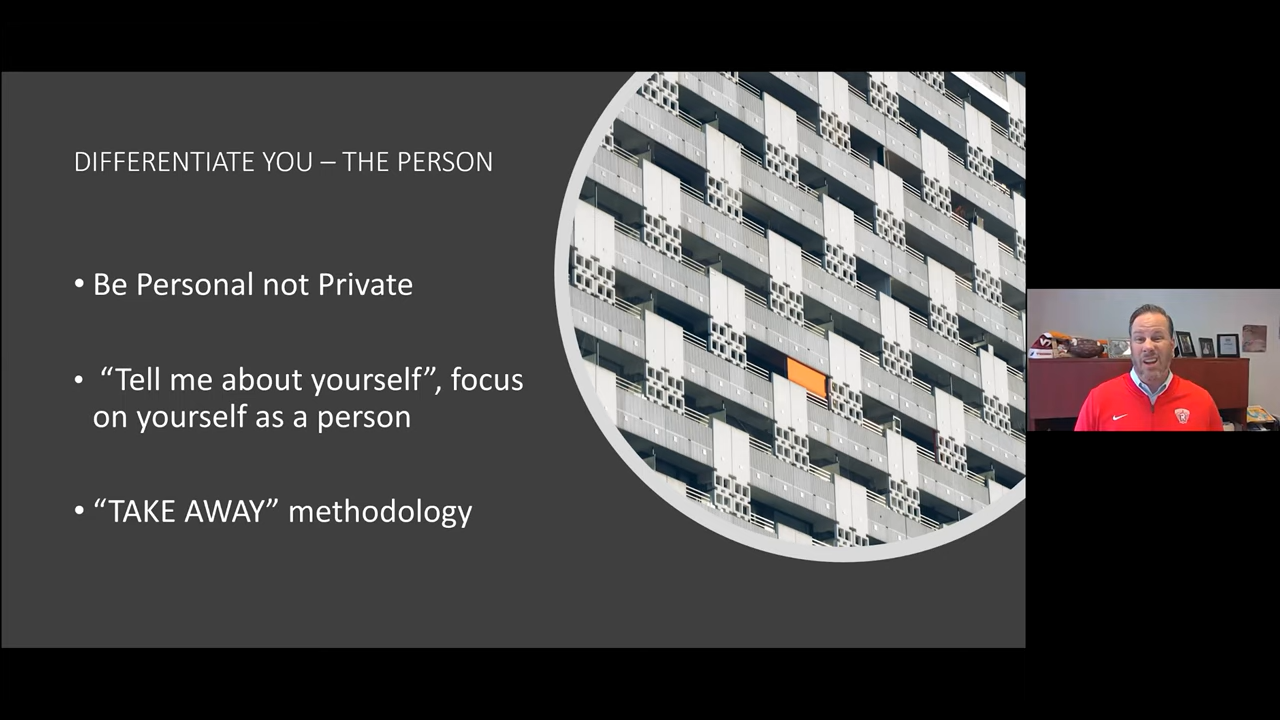 DIFFERENTIATE YOU – THE PERSON
• Be Personal not Private
• “Tell me about yourself”, focus
on yourself as a person
• “TAKE AWAY” methodology